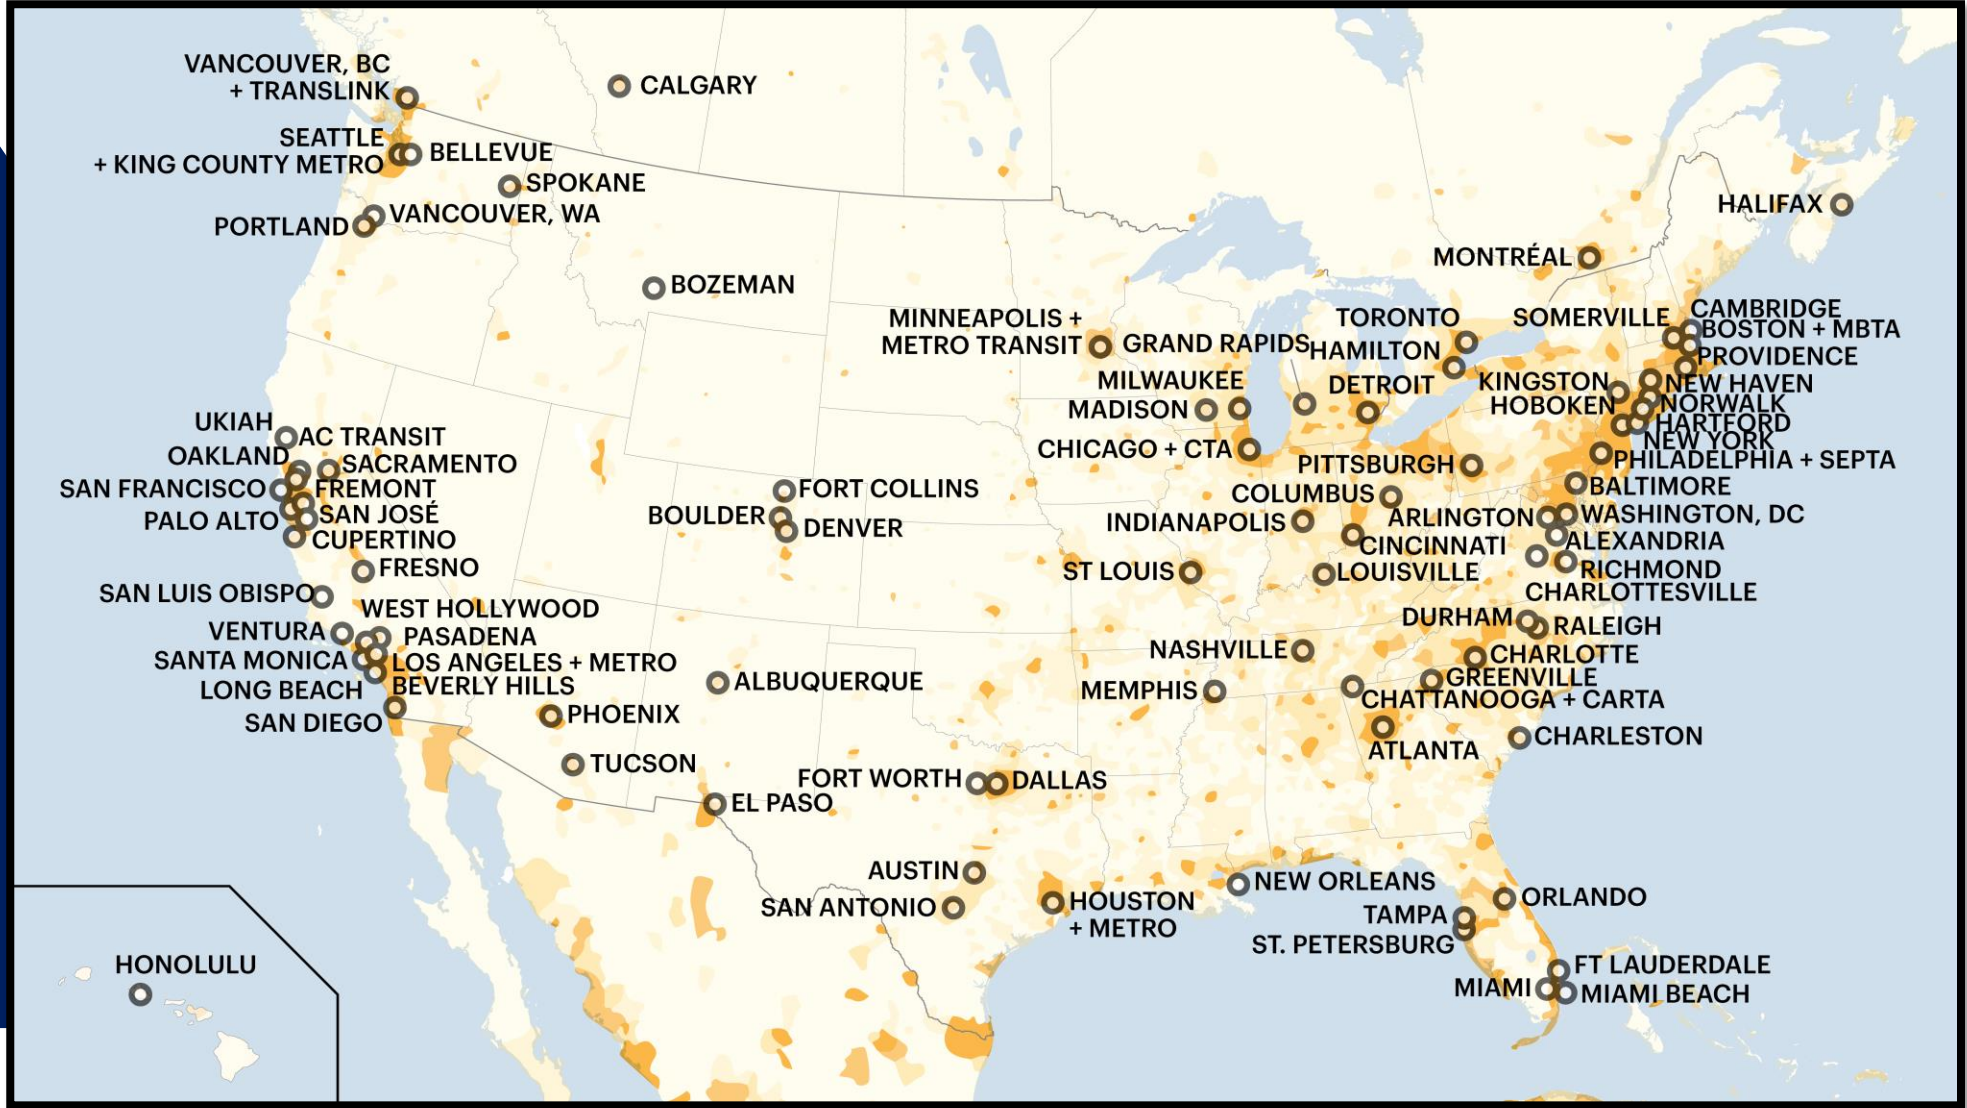 VANCOUVER, BC
+ TRANSLINK
CALGARY
SEATTLE
+ KING COUNTY METRO
BELLEVUE
SPOKANE
VANCOUVER, WA
PORTLAND
BOZEMAN
HALIFAX
MONTRÉAL
MINNEAPOLIS +
METRO TRANSIT
GRAND RAPIDS
TORONTO
HAMILTON
SOMERVILLE
CAMBRIDGE
BOSTON + MBTA
PROVIDENCE
MILWAUKEE
DETROIT
KINGSTON
NEW HAVEN
MADISON
HOBOKEN
NORWALK
HARTFORD
NEW YORK
CHICAGO + CTA
PITTSBURGH
PHILADELPHIA + SEPTA
UKIAH
AC TRANSIT
OAKLAND
SACRAMENTO
SAN FRANCISCO
FREMONT
PALO ALTO
SAN JOSÉ
CUPERTINO
FRESNO
FORT COLLINS
BOULDER
DENVER
COLUMBUS
BALTIMORE
INDIANAPOLIS
ARLINGTON
WASHINGTON, DC
CINCINNATI
ALEXANDRIA
ST LOUIS
LOUISVILLE
RICHMOND
CHARLOTTESVILLE
SAN LUIS OBISPO
WEST HOLLYWOOD
VENTURA
PASADENA
SANTA MONICA
LOS ANGELES + METRO
LONG BEACH
BEVERLY HILLS
SAN DIEGO
ALBUQUERQUE
PHOENIX
TUCSON
EL PASO
NASHVILLE
MEMPHIS
DURHAM
RALEIGH
CHARLOTTE
GREENVILLE
CHATTANOOGA + CARTA
ATLANTA
CHARLESTON
FORT WORTH
DALLAS
AUSTIN
SAN ANTONIO
HOUSTON
+ METRO
NEW ORLEANS
ORLANDO
TAMPA
ST. PETERSBURG
FT LAUDERDALE
MIAMI
MIAMI BEACH
HONOLULU